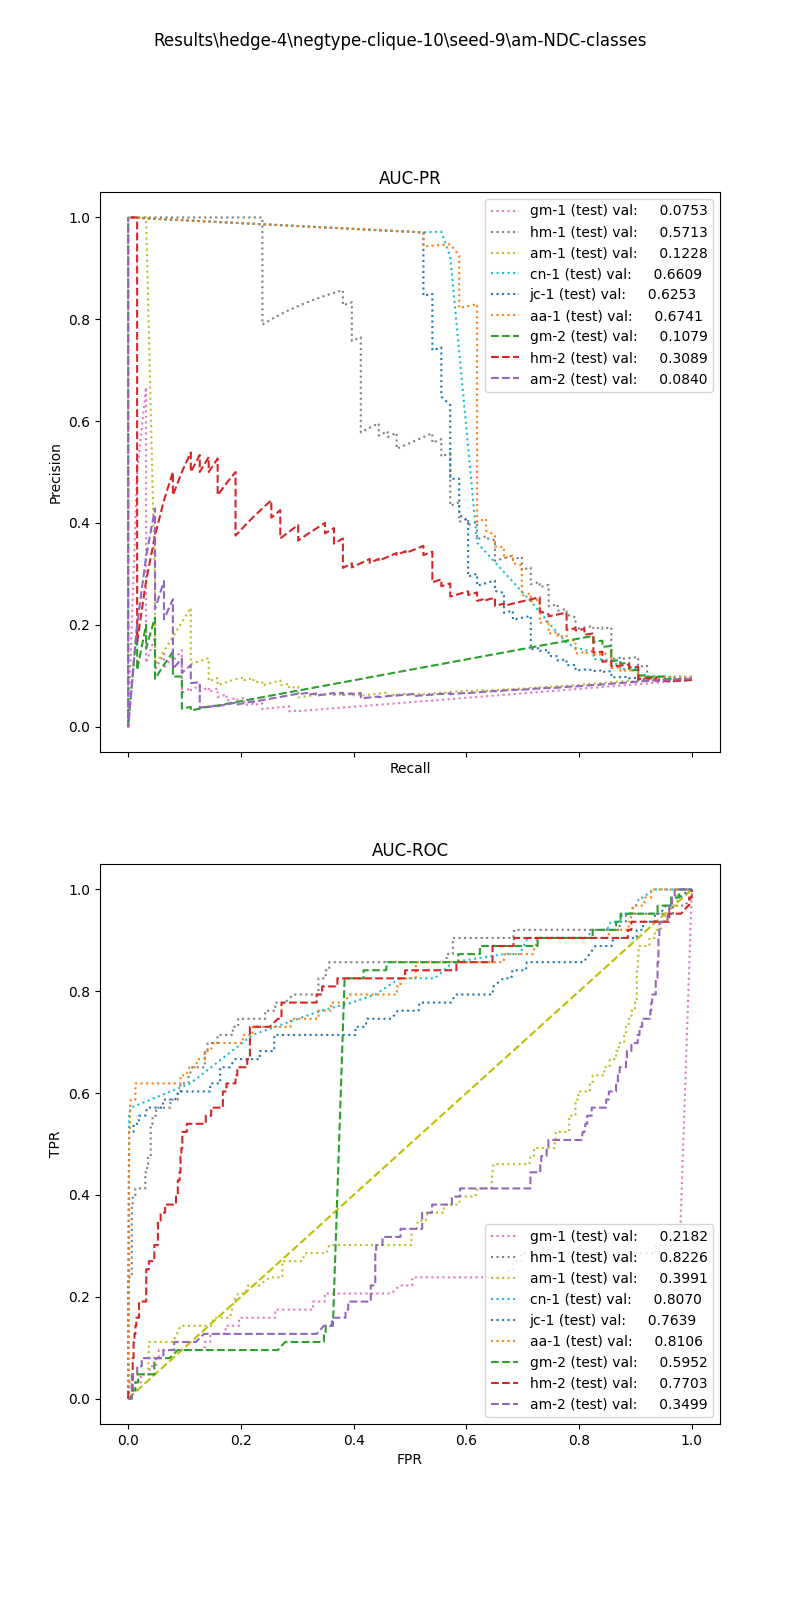 Results\hedge-4\negtype-clique-10\seed-9\am-NDC-classes
AUC-PR
1.0
0.8
0.6
0.4
0.2
0.0
Precision
Recall
gm-1 (test) val: 0.0753
hm-1 (test) val: 0.5713
am-1 (test) val: 0.1228
cn-1 (test) val: 0.6609
jc-1 (test) val: 0.6253
aa-1 (test) val: 0.6741
gm-2 (test) val: 0.1079
hm-2 (test) val: 0.3089
am-2 (test) val: 0.0840
AUC-ROC
1.0
0.8
0.6
0.4
0.2
0.0
TPR
gm-1 (test) val: 0.2182
hm-1 (test) val: 0.8226
am-1 (test) val: 0.3991
cn-1 (test) val: 0.8070
jc-1 (test) val: 0.7639
aa-1 (test) val: 0.8106
gm-2 (test) val: 0.5952
hm-2 (test) val: 0.7703
am-2 (test) val: 0.3499
0.0 0.2 0.4 0.6 0.8 1.0
FPR